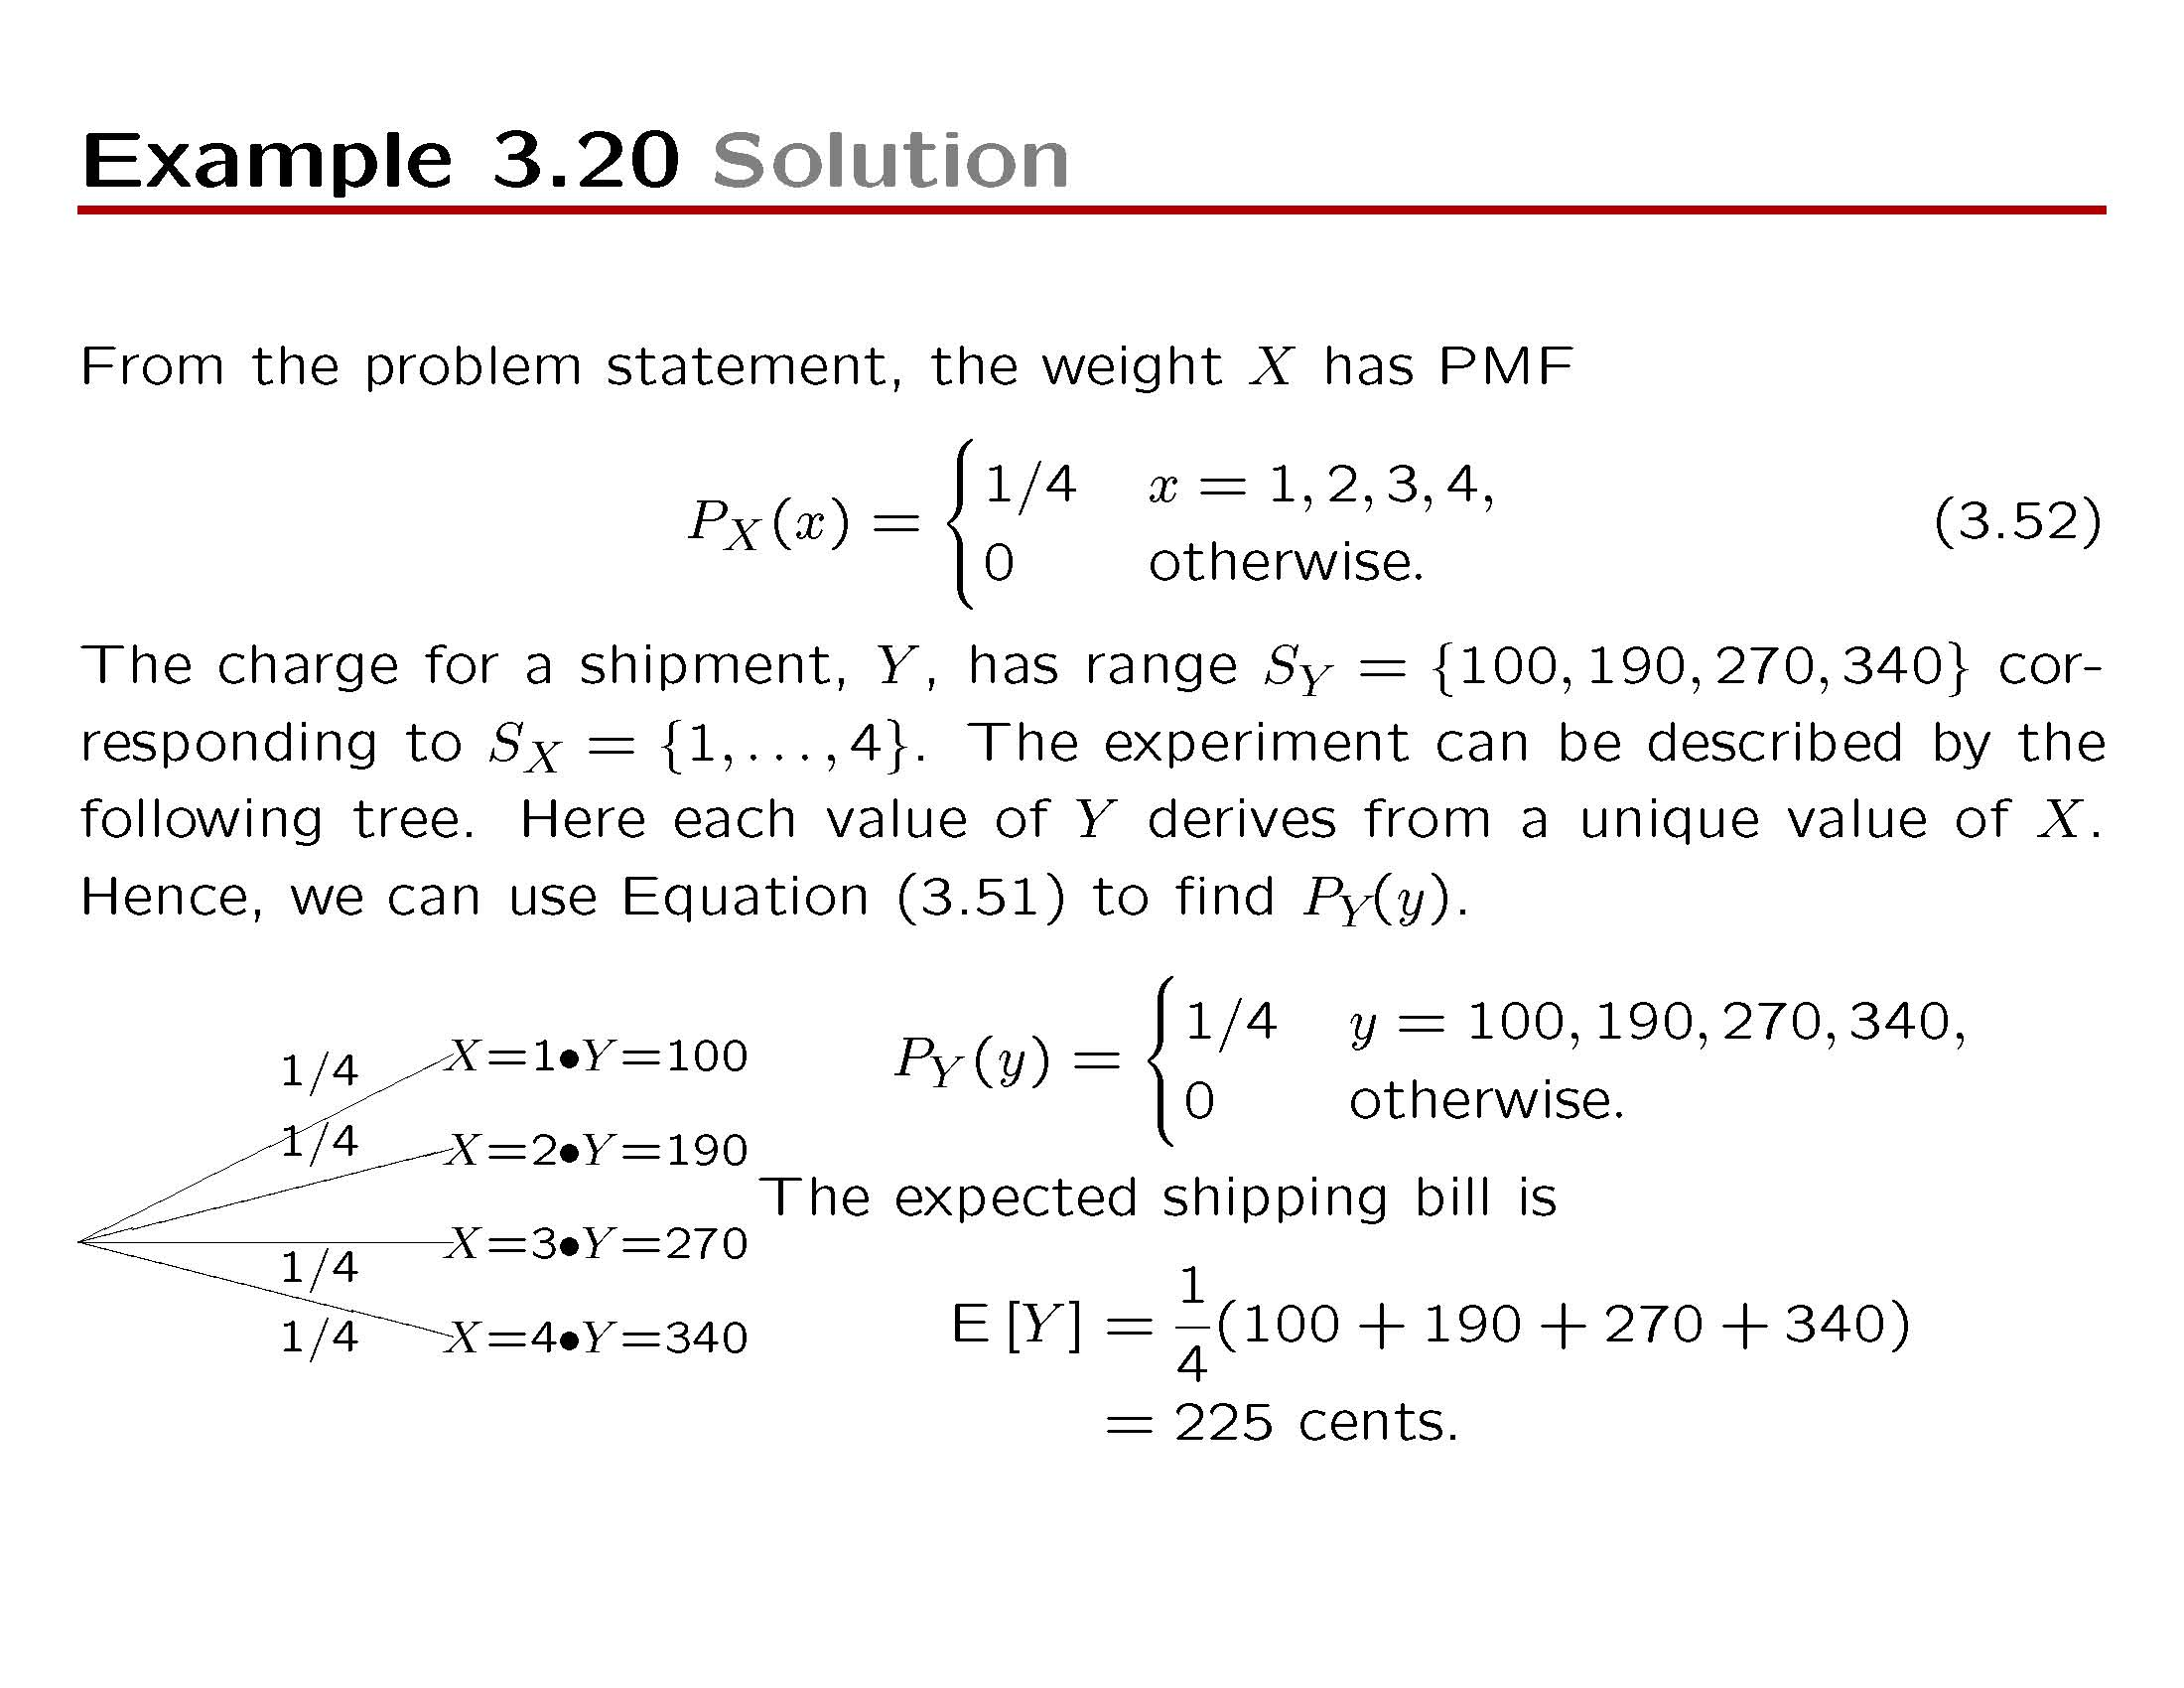 Example 3.20 Solution
From the problem statement, the weight X has PMF
P_X(x) = { 1/4 x = 1, 2, 3, 4,
0 otherwise.
(3.52)
The charge for a shipment, Y, has range S_Y = {100, 190, 270, 340} cor-
responding to S_X = {1, . . . , 4}. The experiment can be described by the
following tree. Here each value of Y derives from a unique value of X.
Hence, we can use Equation (3.51) to find P_Y(y).
1/4 X=1•Y=100
1/4 X=2•Y=190
1/4 X=3•Y=270
1/4 X=4•Y=340
P_Y(y) = { 1/4 y = 100, 190, 270, 340,
0 otherwise.
The expected shipping bill is
E [Y] = 1/4 (100 + 190 + 270 + 340)
= 225 cents.